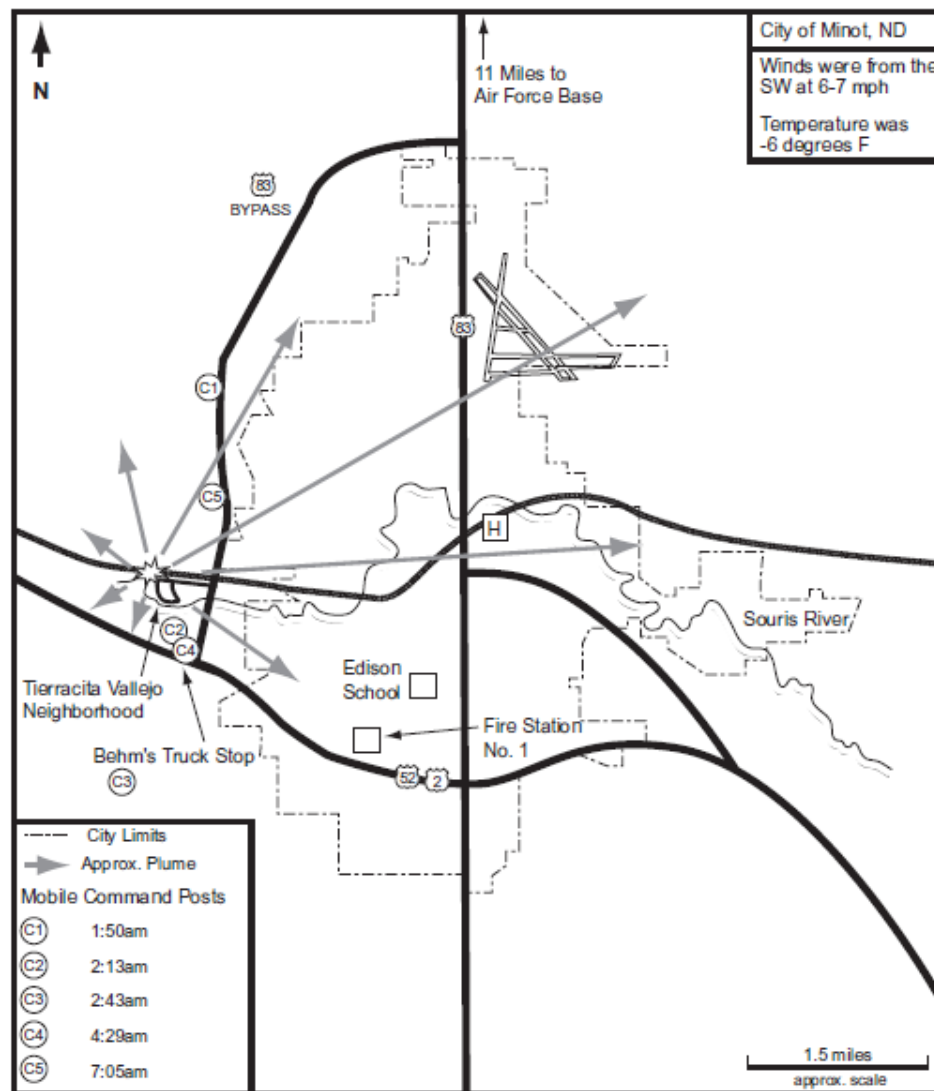 N
11 Miles to
Air Force Base
City of Minot, ND
Winds were from the
SW at 6-7 mph
Temperature was
-6 degrees F
83
BYPASS
83
C1
C5
H
C2
C4
Souris River
Edison
School
Tierracita Vallejo
Neighborhood
Fire Station
No. 1
Behm's Truck Stop
C3
52
2
City Limits
Approx. Plume
Mobile Command Posts
C1 1:50am
C2 2:13am
C3 2:43am
C4 4:29am
C5 7:05am
1.5 miles
approx. scale